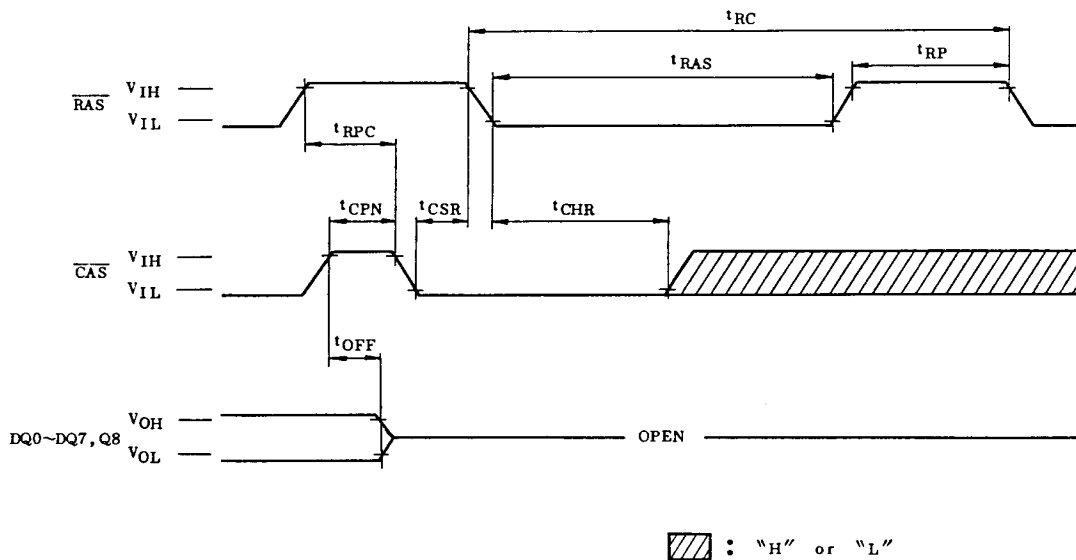 tRC
tRAS
tRP
RAS
VIH
VIL
tRPC
tCPN
tCSR
tCHR
CAS
VIH
VIL
tOFF
VOH
DQ0~DQ7,Q8
VOL
OPEN
: "H" or "L"